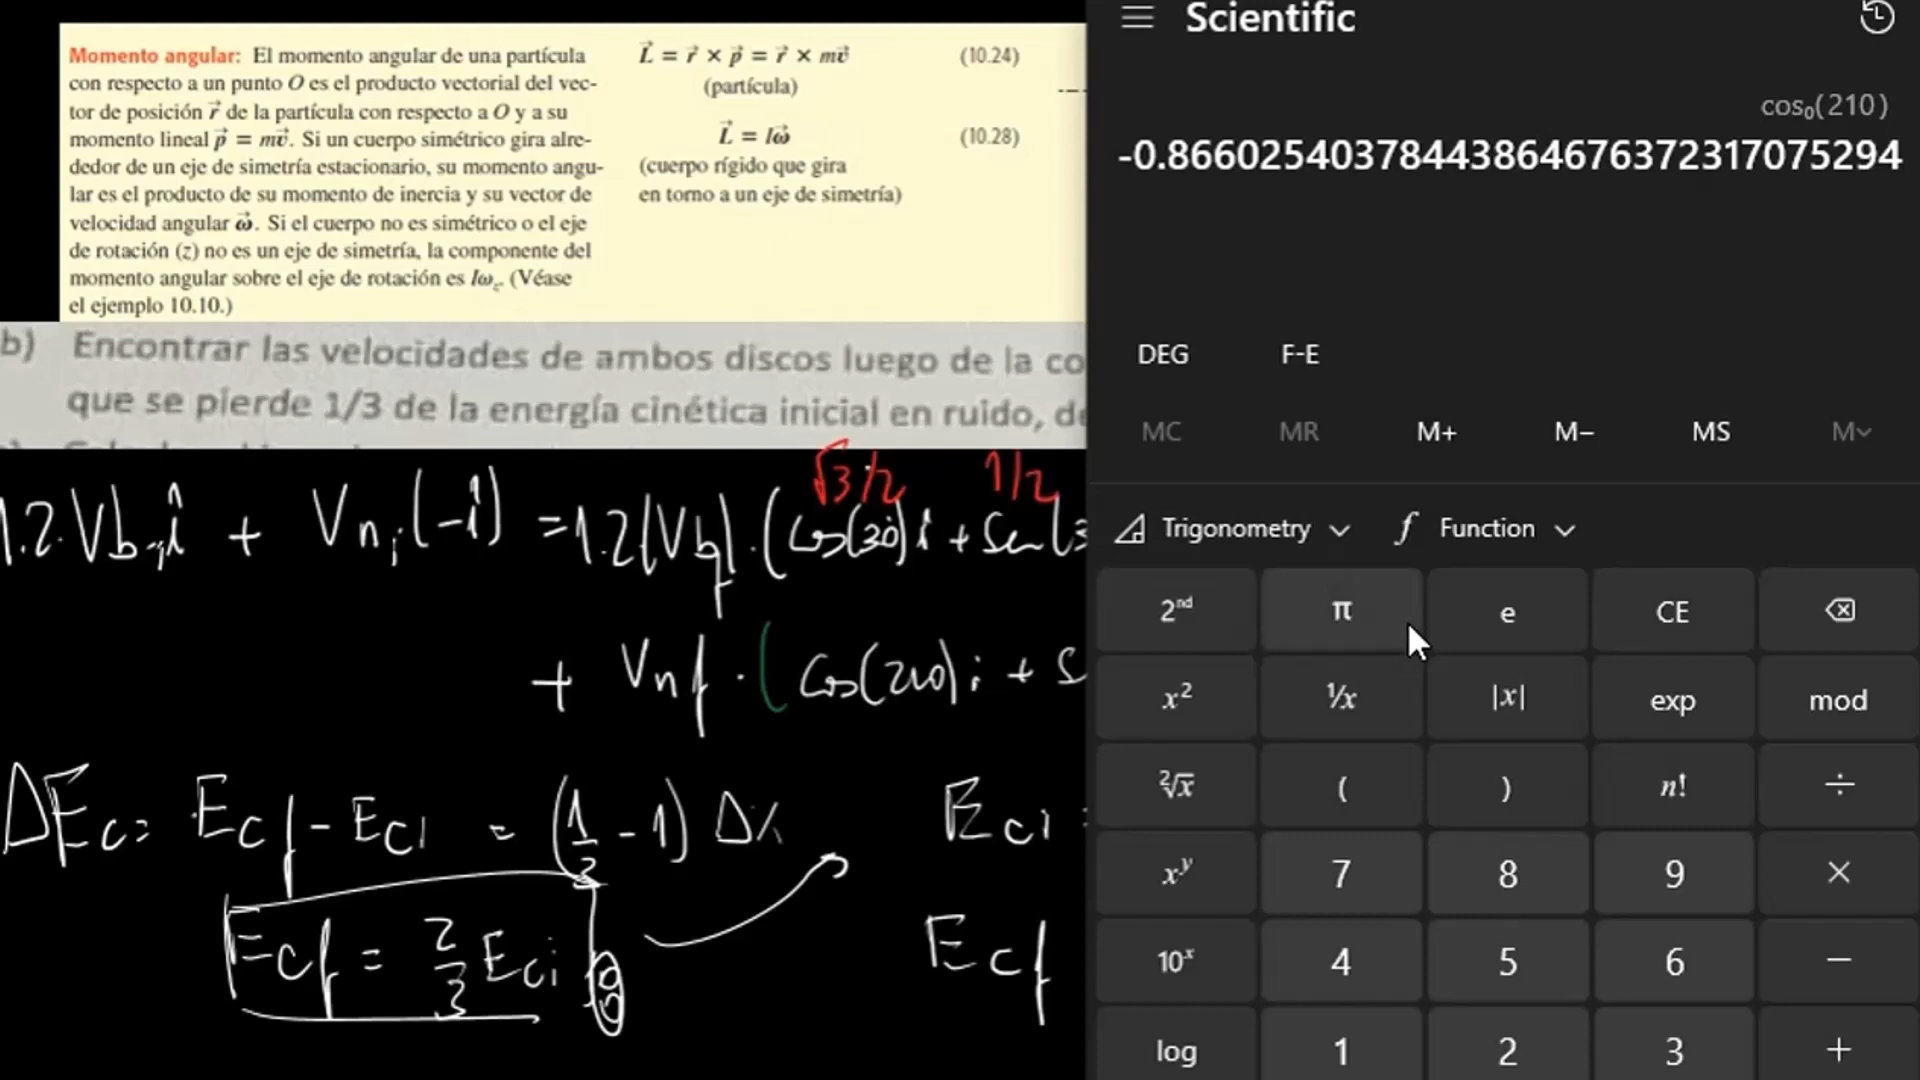 Momento angular: El momento angular de una partícula
con respecto a un punto O es el producto vectorial del vec-
tor de posición r⃗ de la partícula con respecto a O y a su
momento lineal p⃗ = mv⃗. Si un cuerpo simétrico gira alre-
dedor de un eje de simetría estacionario, su momento angu-
lar es el producto de su momento de inercia y su vector de
velocidad angular ω⃗. Si el cuerpo no es simétrico o el eje
de rotación (z) no es un eje de simetría, la componente del
momento angular sobre el eje de rotación es Iω_z. (Véase
el ejemplo 10.10.)
L⃗ = r⃗ × p⃗ = r⃗ × mv⃗ (10.24)
(partícula)
L⃗ = Iω⃗ (10.28)
(cuerpo rígido que gira
en torno a un eje de simetría)
b) Encontrar las velocidades de ambos discos luego de la co
que se pierde 1/3 de la energía cinética inicial en ruido, de
√3/2 1/2
1.2.Vb.i + Vn,i(-i) = 1.2|Vbf|.(Cos(30)i + Sen(3
+ Vnf.(Cos(210)i + S
ΔEc = Ecf - Eci = (1/3 - 1)
Eci =
Ecf = 2/3 Eci
Ecf
Scientific
cos₀(210)
-0.86602540378443864676372317075294
DEG F-E
MC MR M+ M− MS M
Trigonometry f Function
2ⁿᵈ π e CE
x² ¹/x |x| exp mod
²√x ( ) n! ÷
xʸ 7 8 9 ×
10ˣ 4 5 6 −
log 1 2 3 +